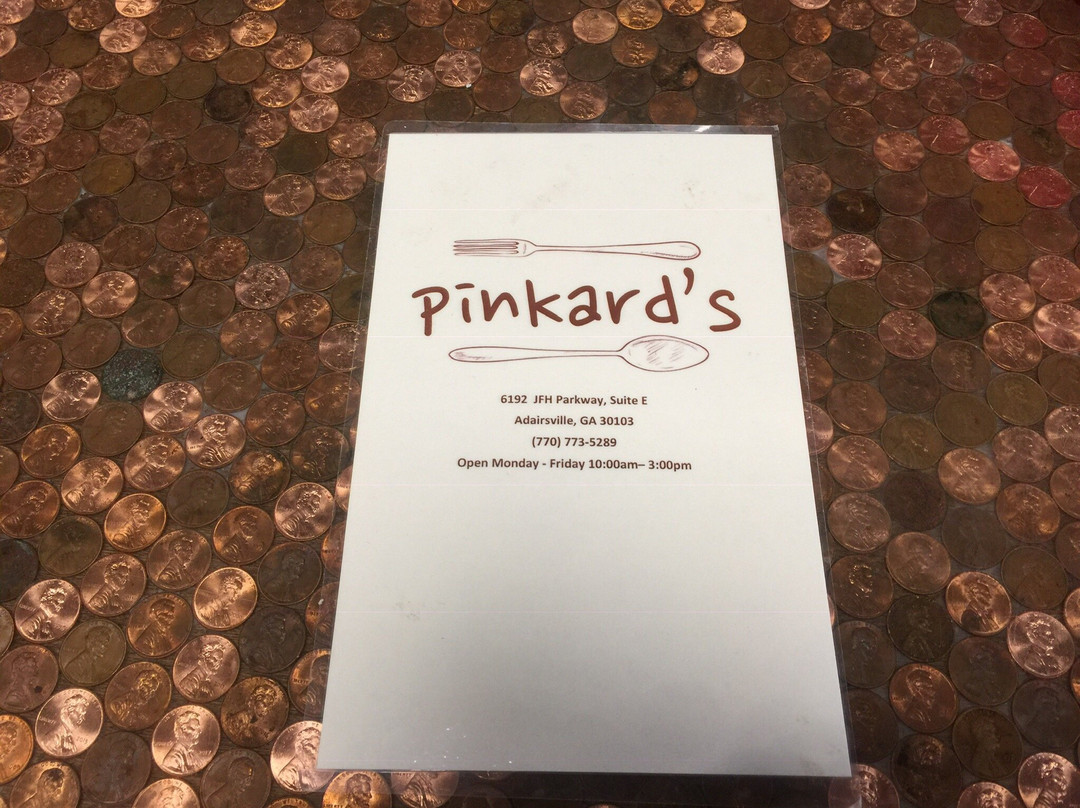 pinkard's
6192 JFH Parkway, Suite E
Adairsville, GA 30103
(770) 773-5289
Open Monday - Friday 10:00am– 3:00pm